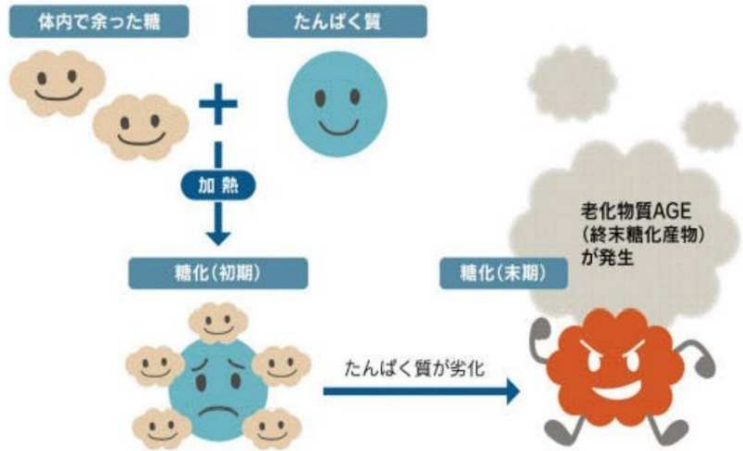 体内で余った糖
たんぱく質
+
加熱
糖化(初期)
たんぱく質が劣化
糖化(末期)
老化物質AGE
(終末糖化産物)
が発生